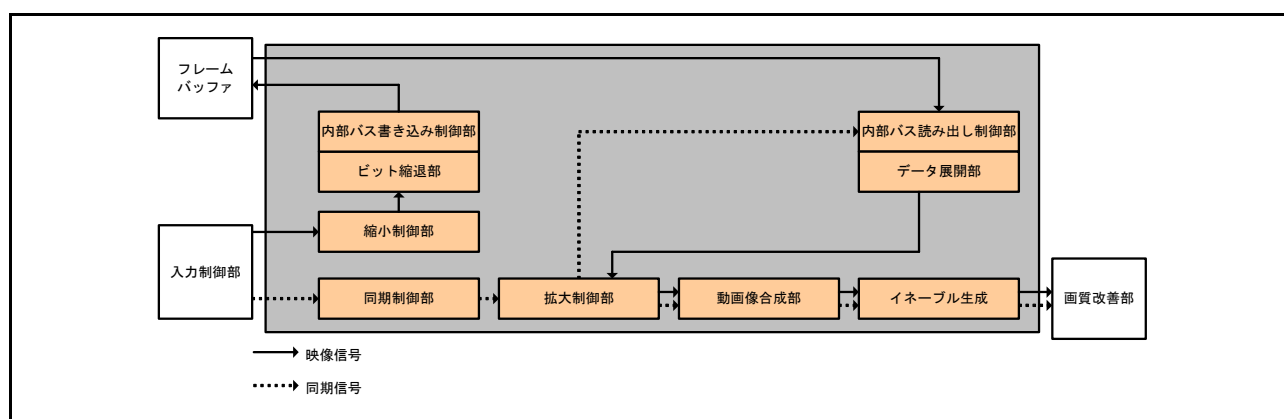 フレーム
バッファ
内部バス書き込み制御部
ビット縮退部
縮小制御部
内部バス読み出し制御部
データ展開部
入力制御部
同期制御部
拡大制御部
動画像合成部
イネーブル生成
画質改善部
映像信号
同期信号